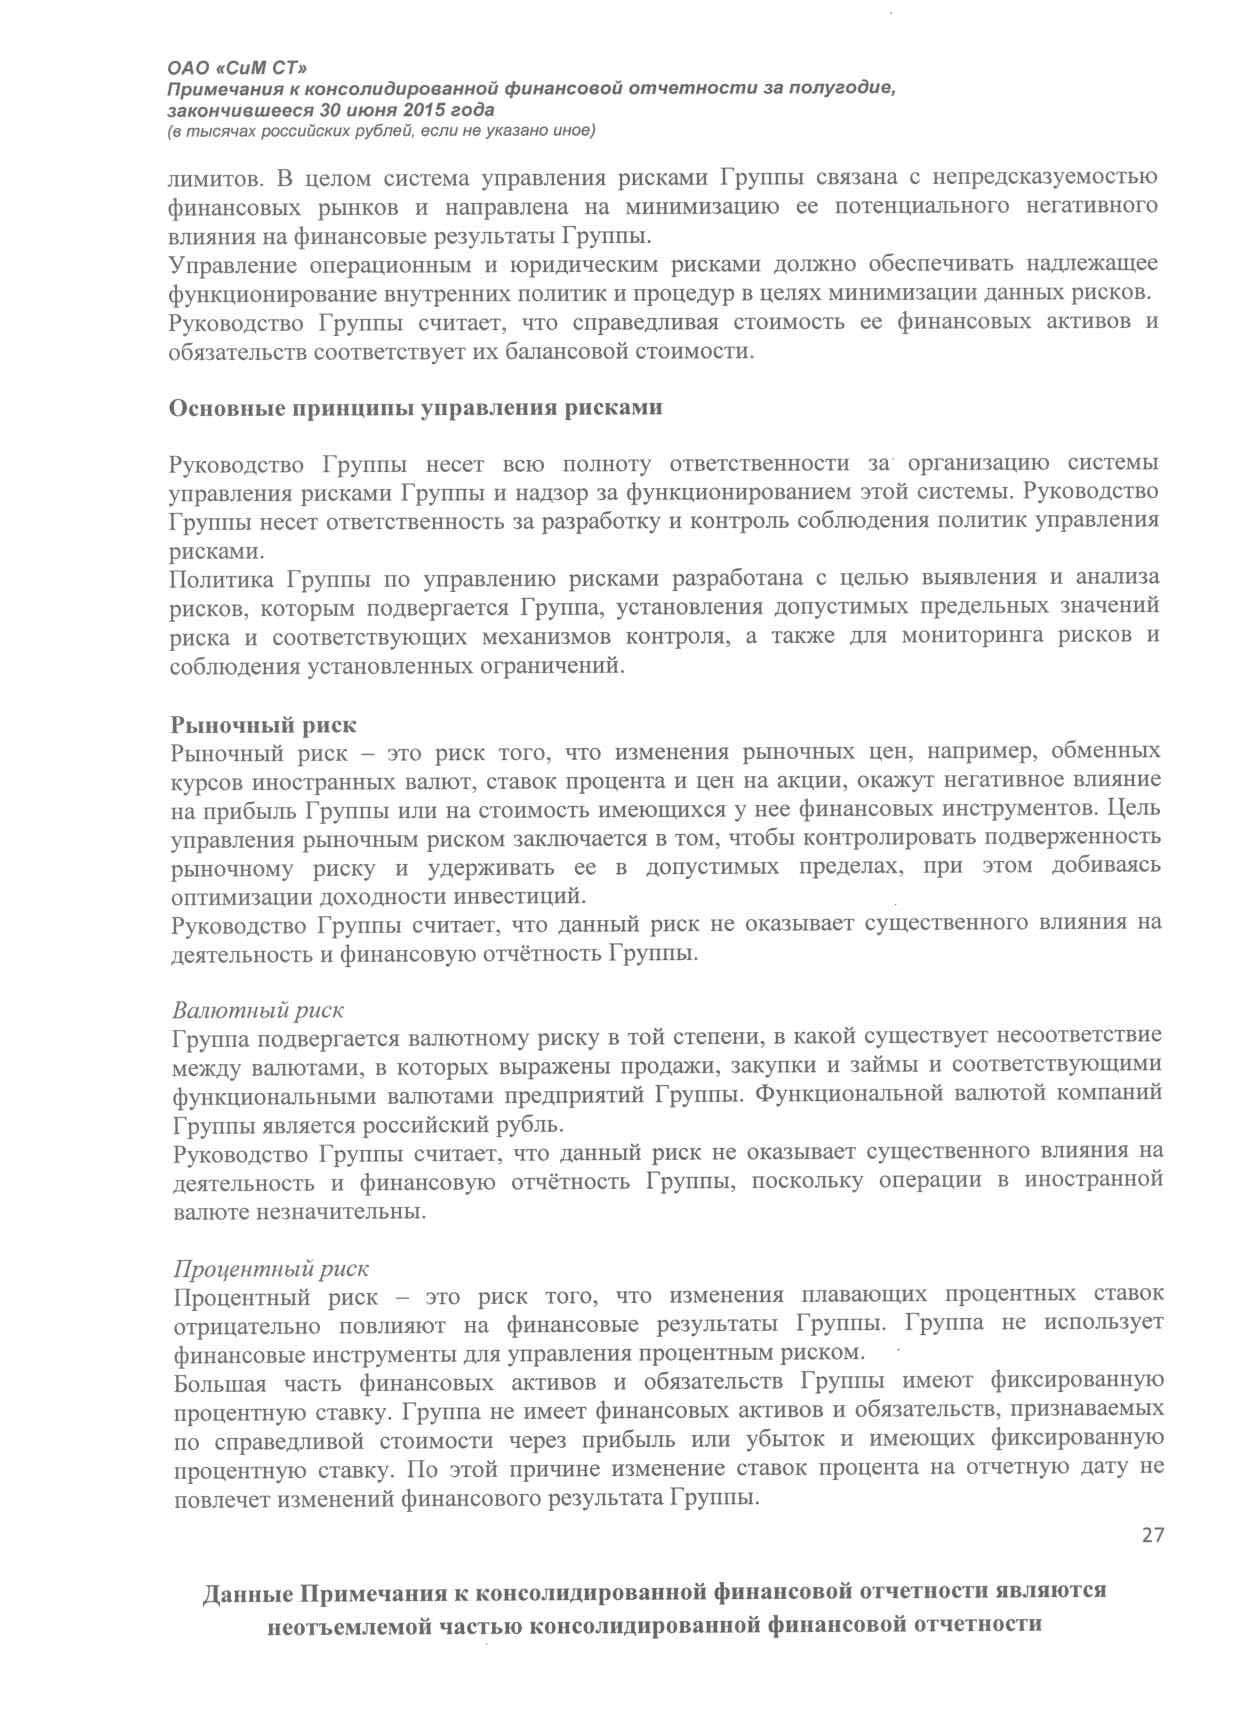 ОАО «СиМ СТ»
Примечания к консолидированной финансовой отчетности за полугодие,
закончившееся 30 июня 2015 года
(в тысячах российских рублей, если не указано иное)
лимитов. В целом система управления рисками Группы связана с непредсказуемостью
финансовых рынков и направлена на минимизацию ее потенциального негативного
влияния на финансовые результаты Группы.
Управление операционным и юридическим рисками должно обеспечивать надлежащее
функционирование внутренних политик и процедур в целях минимизации данных рисков.
Руководство Группы считает, что справедливая стоимость ее финансовых активов и
обязательств соответствует их балансовой стоимости.
Основные принципы управления рисками
Руководство Группы несет всю полноту ответственности за организацию системы
управления рисками Группы и надзор за функционированием этой системы. Руководство
Группы несет ответственность за разработку и контроль соблюдения политик управления
рисками.
Политика Группы по управлению рисками разработана с целью выявления и анализа
рисков, которым подвергается Группа, установления допустимых предельных значений
риска и соответствующих механизмов контроля, а также для мониторинга рисков и
соблюдения установленных ограничений.
Рыночный риск
Рыночный риск – это риск того, что изменения рыночных цен, например, обменных
курсов иностранных валют, ставок процента и цен на акции, окажут негативное влияние
на прибыль Группы или на стоимость имеющихся у нее финансовых инструментов. Цель
управления рыночным риском заключается в том, чтобы контролировать подверженность
рыночному риску и удерживать ее в допустимых пределах, при этом добиваясь
оптимизации доходности инвестиций.
Руководство Группы считает, что данный риск не оказывает существенного влияния на
деятельность и финансовую отчётность Группы.
Валютный риск
Группа подвергается валютному риску в той степени, в какой существует несоответствие
между валютами, в которых выражены продажи, закупки и займы и соответствующими
функциональными валютами предприятий Группы. Функциональной валютой компаний
Группы является российский рубль.
Руководство Группы считает, что данный риск не оказывает существенного влияния на
деятельность и финансовую отчётность Группы, поскольку операции в иностранной
валюте незначительны.
Процентный риск
Процентный риск – это риск того, что изменения плавающих процентных ставок
отрицательно повлияют на финансовые результаты Группы. Группа не использует
финансовые инструменты для управления процентным риском.
Большая часть финансовых активов и обязательств Группы имеют фиксированную
процентную ставку. Группа не имеет финансовых активов и обязательств, признаваемых
по справедливой стоимости через прибыль или убыток и имеющих фиксированную
процентную ставку. По этой причине изменение ставок процента на отчетную дату не
повлечет изменений финансового результата Группы.
27
Данные Примечания к консолидированной финансовой отчетности являются
неотъемлемой частью консолидированной финансовой отчетности